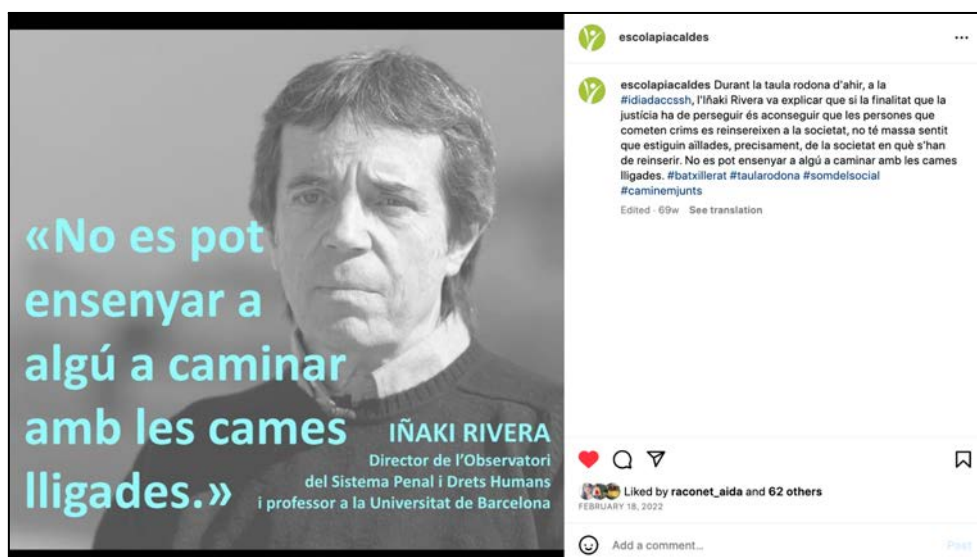 «No es pot
ensenyar a
algú a caminar
amb les cames
lligades.»
IÑAKI RIVERA
Director de l’Observatori
del Sistema Penal i Drets Humans
i professor a la Universitat de Barcelona
escolapiacaldes
escolapiacaldes Durant la taula rodona d'ahir, a la
#idiadaccssh, l'Iñaki Rivera va explicar que si la finalitat que la
justícia ha de perseguir és aconseguir que les persones que
cometen crims es reinsereixen a la societat, no té massa sentit
que estiguin aïllades, precisament, de la societat en què s'han
de reinserir. No es pot ensenyar a algú a caminar amb les cames
lligades. #batxillerat #taularodona #somdelsocial
#caminemjunts
Edited · 69w See translation
Liked by raconet_aida and 62 others
FEBRUARY 18, 2022
Add a comment...
Post